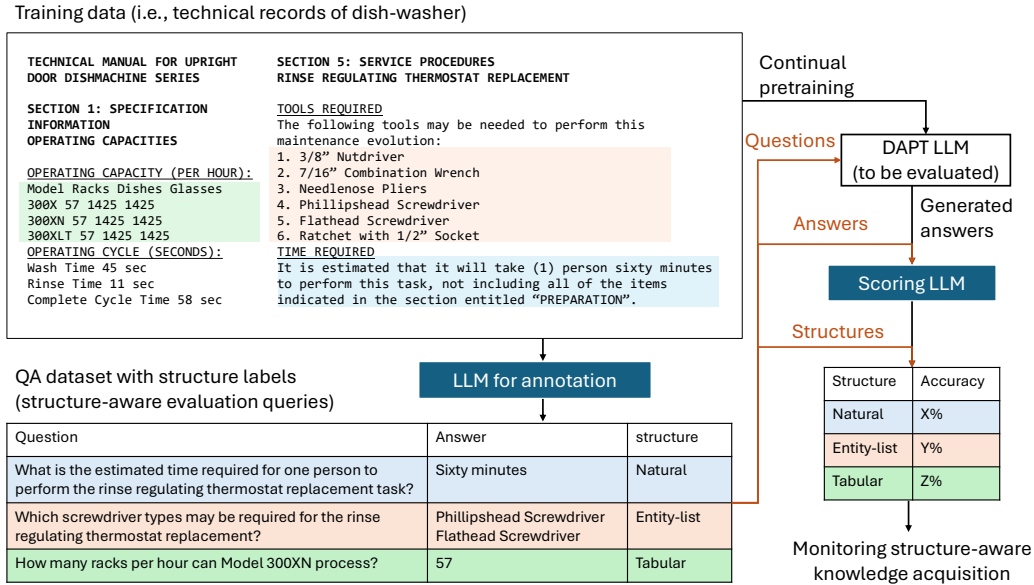 Training data (i.e., technical records of dish-washer)
TECHNICAL MANUAL FOR UPRIGHT
DOOR DISHMACHINE SERIES
SECTION 1: SPECIFICATION
INFORMATION
OPERATING CAPACITIES
OPERATING CAPACITY (PER HOUR):
Model Racks Dishes Glasses
300X 57 1425 1425
300XN 57 1425 1425
300XLT 57 1425 1425
OPERATING CYCLE (SECONDS):
Wash Time 45 sec
Rinse Time 11 sec
Complete Cycle Time 58 sec
SECTION 5: SERVICE PROCEDURES
RINSE REGULATING THERMOSTAT REPLACEMENT
TOOLS REQUIRED
The following tools may be needed to perform this
maintenance evolution:
1. 3/8” Nutdriver
2. 7/16” Combination Wrench
3. Needlenose Pliers
4. Phillipshead Screwdriver
5. Flathead Screwdriver
6. Ratchet with 1/2” Socket
TIME REQUIRED
It is estimated that it will take (1) person sixty minutes
to perform this task, not including all of the items
indicated in the section entitled “PREPARATION”.
Continual
pretraining
Questions
DAPT LLM
(to be evaluated)
Answers
Generated
answers
Scoring LLM
Structures
Structure Accuracy
Natural X%
Entity-list Y%
Tabular Z%
Monitoring structure-aware
knowledge acquisition
LLM for annotation
QA dataset with structure labels
(structure-aware evaluation queries)
Question Answer structure
What is the estimated time required for one person to
perform the rinse regulating thermostat replacement task?
Sixty minutes
Natural
Which screwdriver types may be required for the rinse
regulating thermostat replacement?
Phillipshead Screwdriver
Flathead Screwdriver
Entity-list
How many racks per hour can Model 300XN process? 57 Tabular